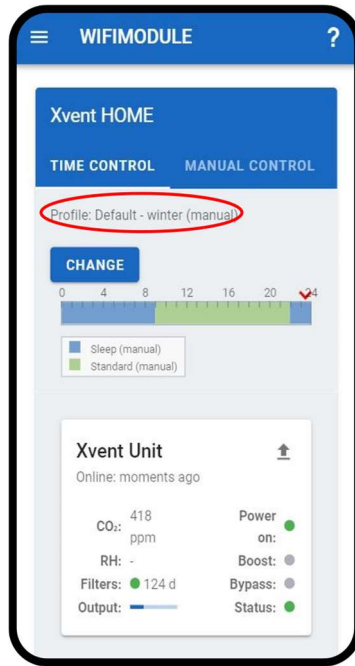 WIFIMODULE ?
Xvent HOME
TIME CONTROL MANUAL CONTROL
Profile: Default - winter (manual)
CHANGE
0 4 8 12 16 20 24
Sleep (manual)
Standard (manual)
Xvent Unit
Online: moments ago
CO₂: 418 ppm
Power on:
RH: -
Boost:
Filters: 124 d
Bypass:
Output:
Status: